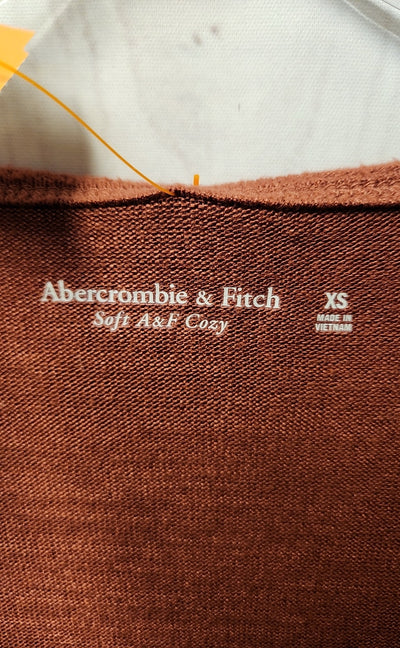 Abercrombie & Fitch
Soft A&F Cozy
XS
MADE IN
VIETNAM